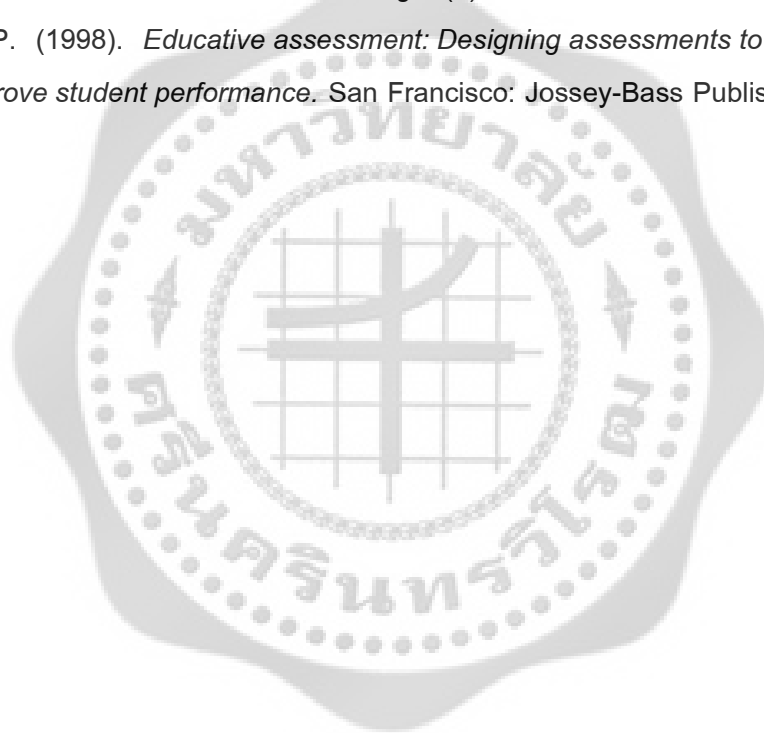 P. (1998). Educative assessment: Designing assessments to
rove student performance. San Francisco: Jossey-Bass Publis
มหาวิทยาลัย
ศรีนครินทรวิโรฒ